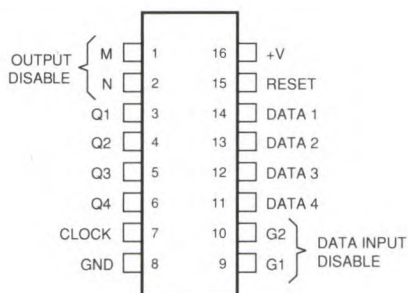 OUTPUT
DISABLE
M 1 16 +V
N 2 15 RESET
Q1 3 14 DATA 1
Q2 4 13 DATA 2
Q3 5 12 DATA 3
Q4 6 11 DATA 4
CLOCK 7 10 G2
GND 8 9 G1
DATA INPUT
DISABLE